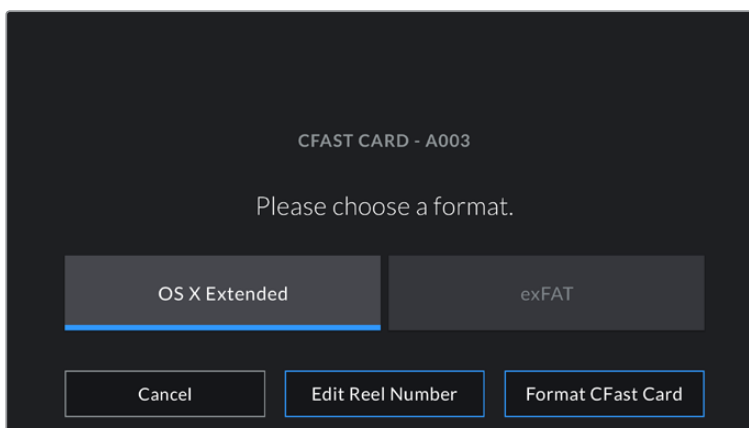 CFAST CARD - A003
Please choose a format.
OS X Extended exFAT
Cancel Edit Reel Number Format CFast Card